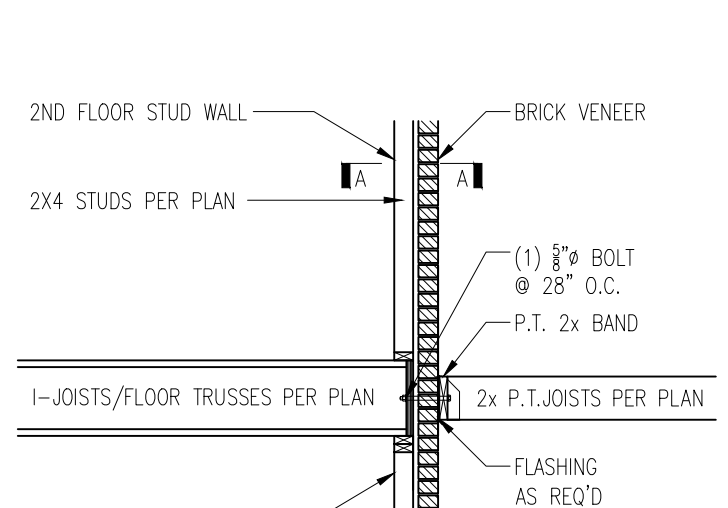 2ND FLOOR STUD WALL
BRICK VENEER
A
A
2X4 STUDS PER PLAN
(1) 5/8"ø BOLT
@ 28" O.C.
P.T. 2x BAND
I-JOISTS/FLOOR TRUSSES PER PLAN
2x P.T.JOISTS PER PLAN
FLASHING
AS REQ'D